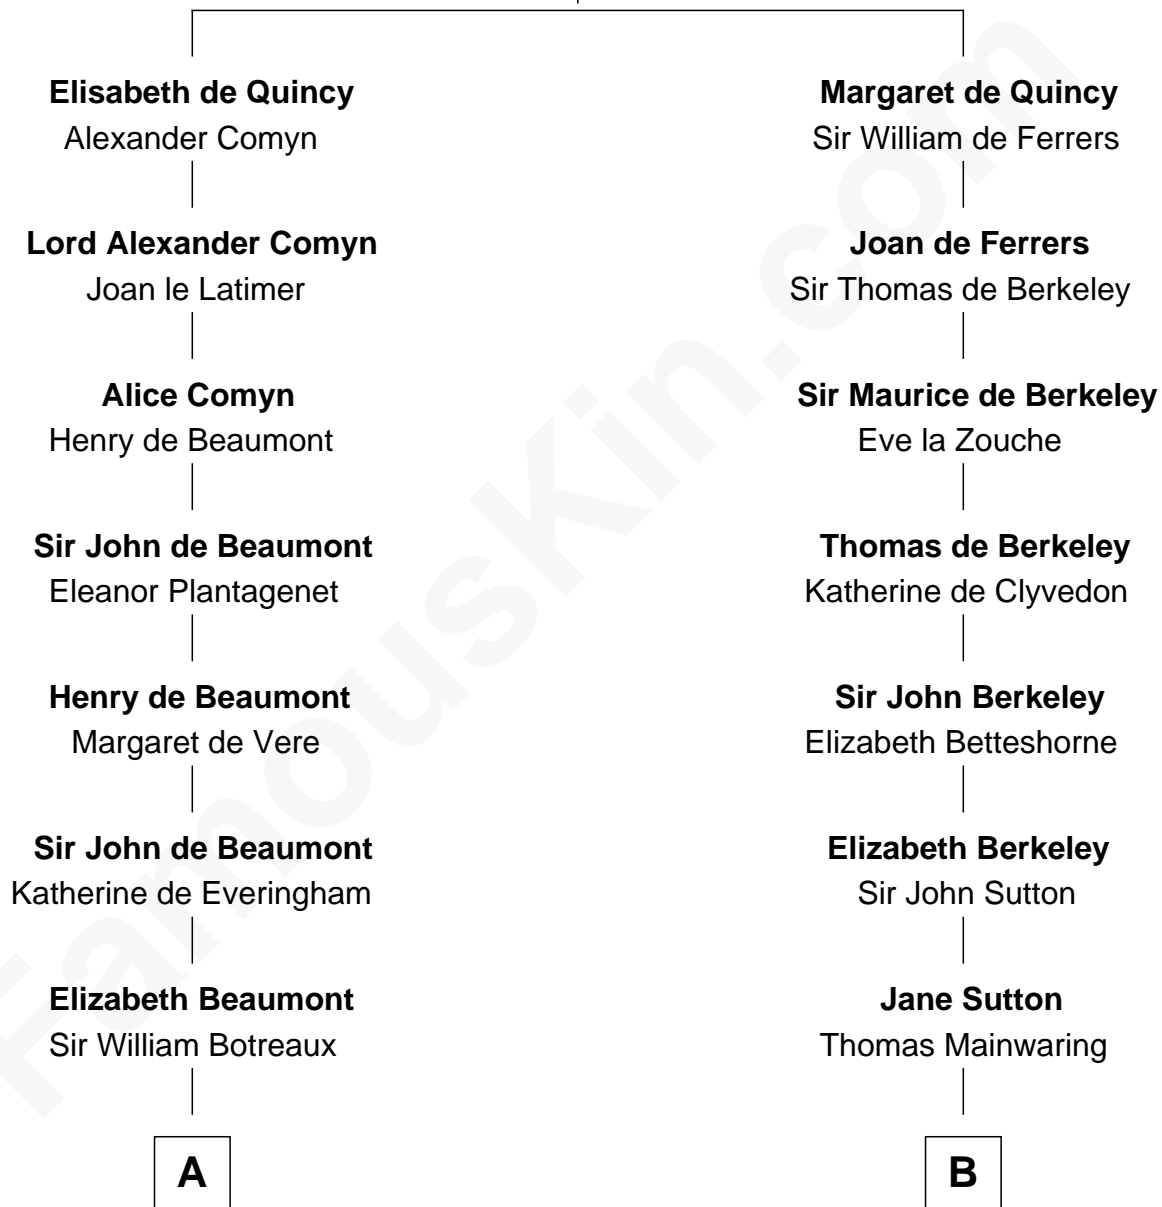 Elisabeth de Quincy
Alexander Comyn
Lord Alexander Comyn
Joan le Latimer
Alice Comyn
Henry de Beaumont
Sir John de Beaumont
Eleanor Plantagenet
Henry de Beaumont
Margaret de Vere
Sir John de Beaumont
Katherine de Everingham
Elizabeth Beaumont
Sir William Botreaux
A
Margaret de Quincy
Sir William de Ferrers
Joan de Ferrers
Sir Thomas de Berkeley
Sir Maurice de Berkeley
Eve la Zouche
Thomas de Berkeley
Katherine de Clyvedon
Sir John Berkeley
Elizabeth Betteshorne
Elizabeth Berkeley
Sir John Sutton
Jane Sutton
Thomas Mainwaring
B
FamousKin.com